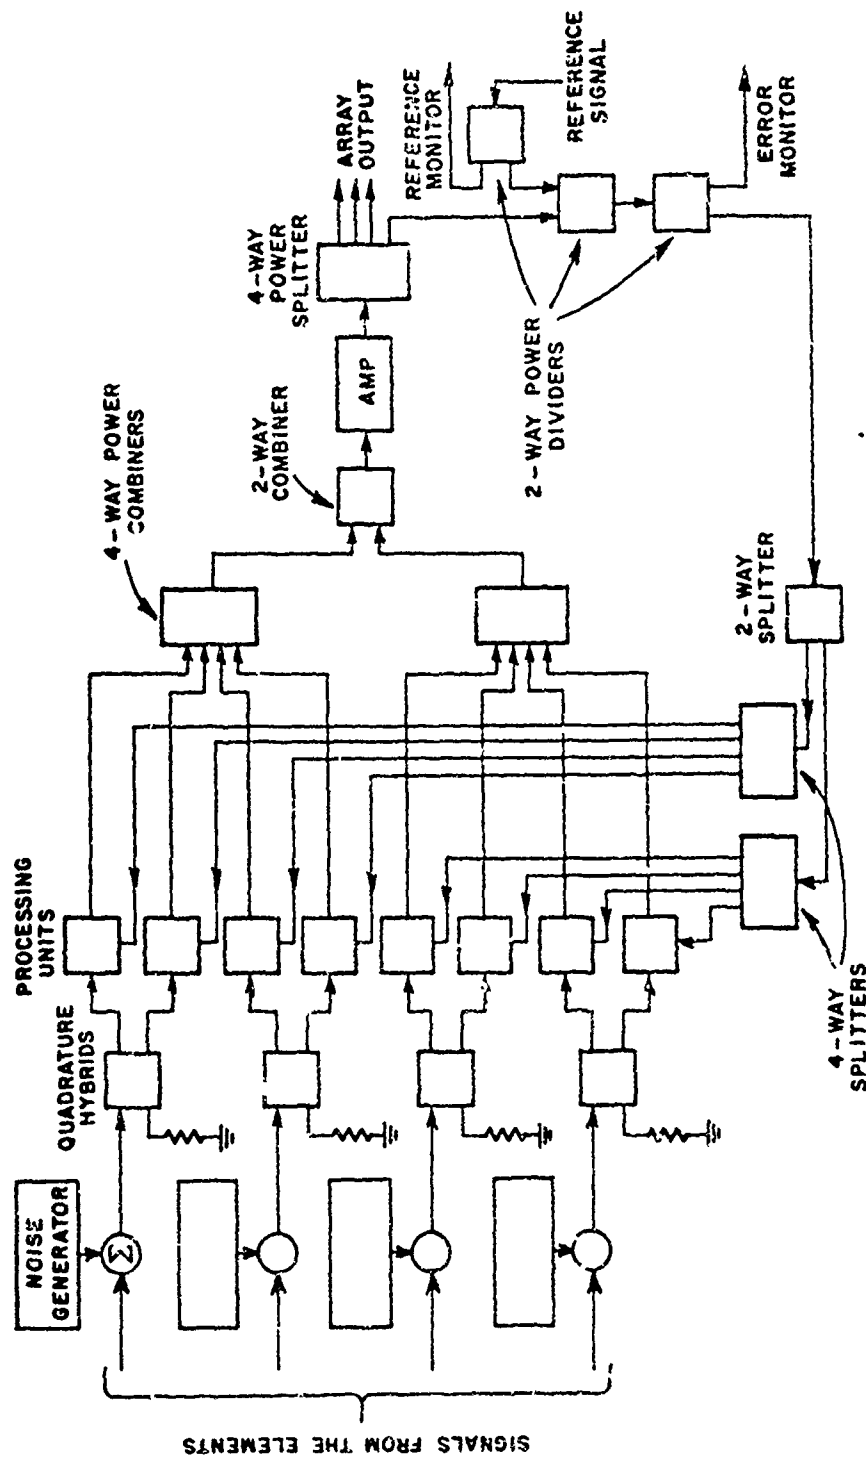 SIGNALS FROM THE ELEMENTS
NOISE
GENERATOR
Σ
QUADRATURE
HYBRIDS
PROCESSING
UNITS
4-WAY POWER
COMBINERS
2-WAY
COMBINER
AMP
4-WAY
POWER
SPLITTER
ARRAY
OUTPUT
REFERENCE
MONITOR
REFERENCE
SIGNAL
2-WAY POWER
DIVIDERS
ERROR
MONITOR
2-WAY
SPLITTER
4-WAY
SPLITTERS